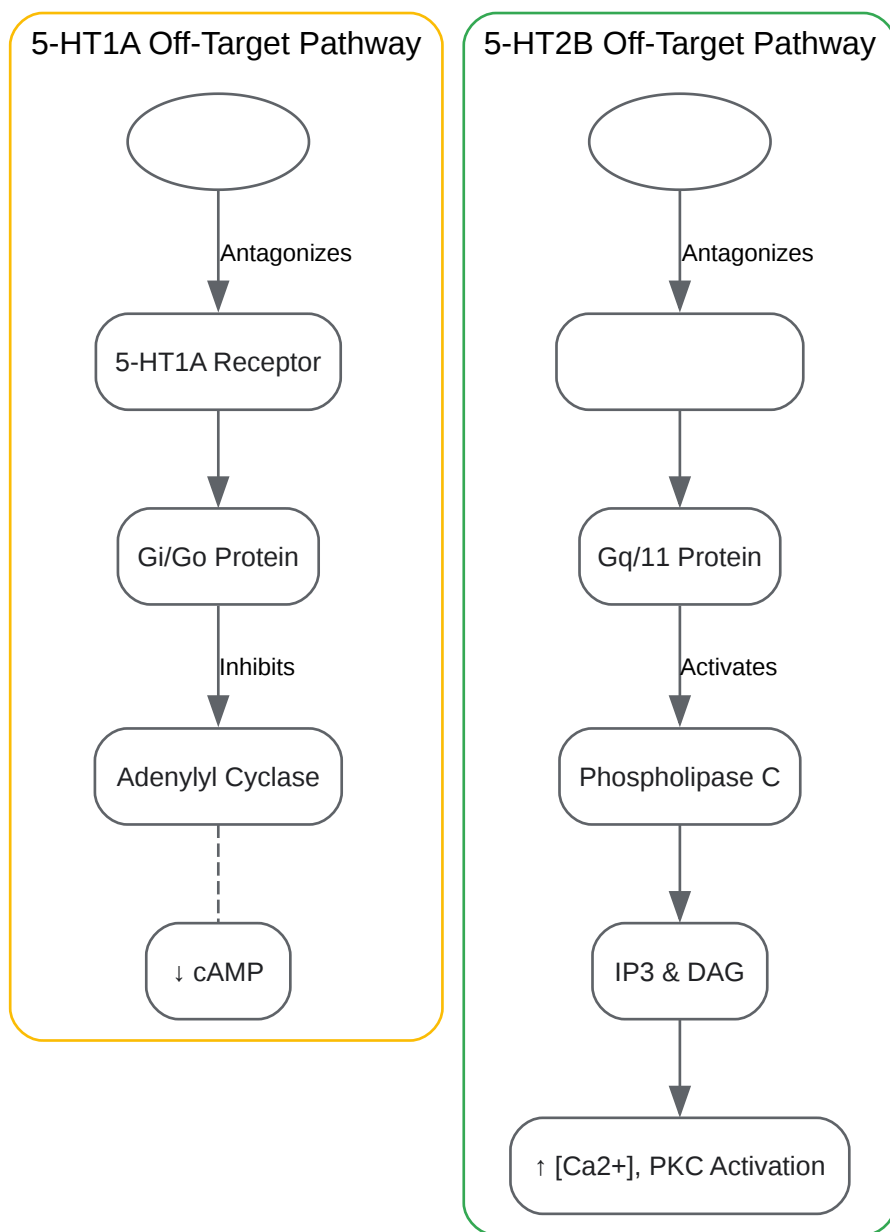 5-HT1A Off-Target Pathway
Antagonizes
5-HT1A Receptor
Gi/Go Protein
Inhibits
Adenylyl Cyclase
↓ cAMP
5-HT2B Off-Target Pathway
Antagonizes
Gq/11 Protein
Activates
Phospholipase C
IP3 & DAG
↑ [Ca2+], PKC Activation